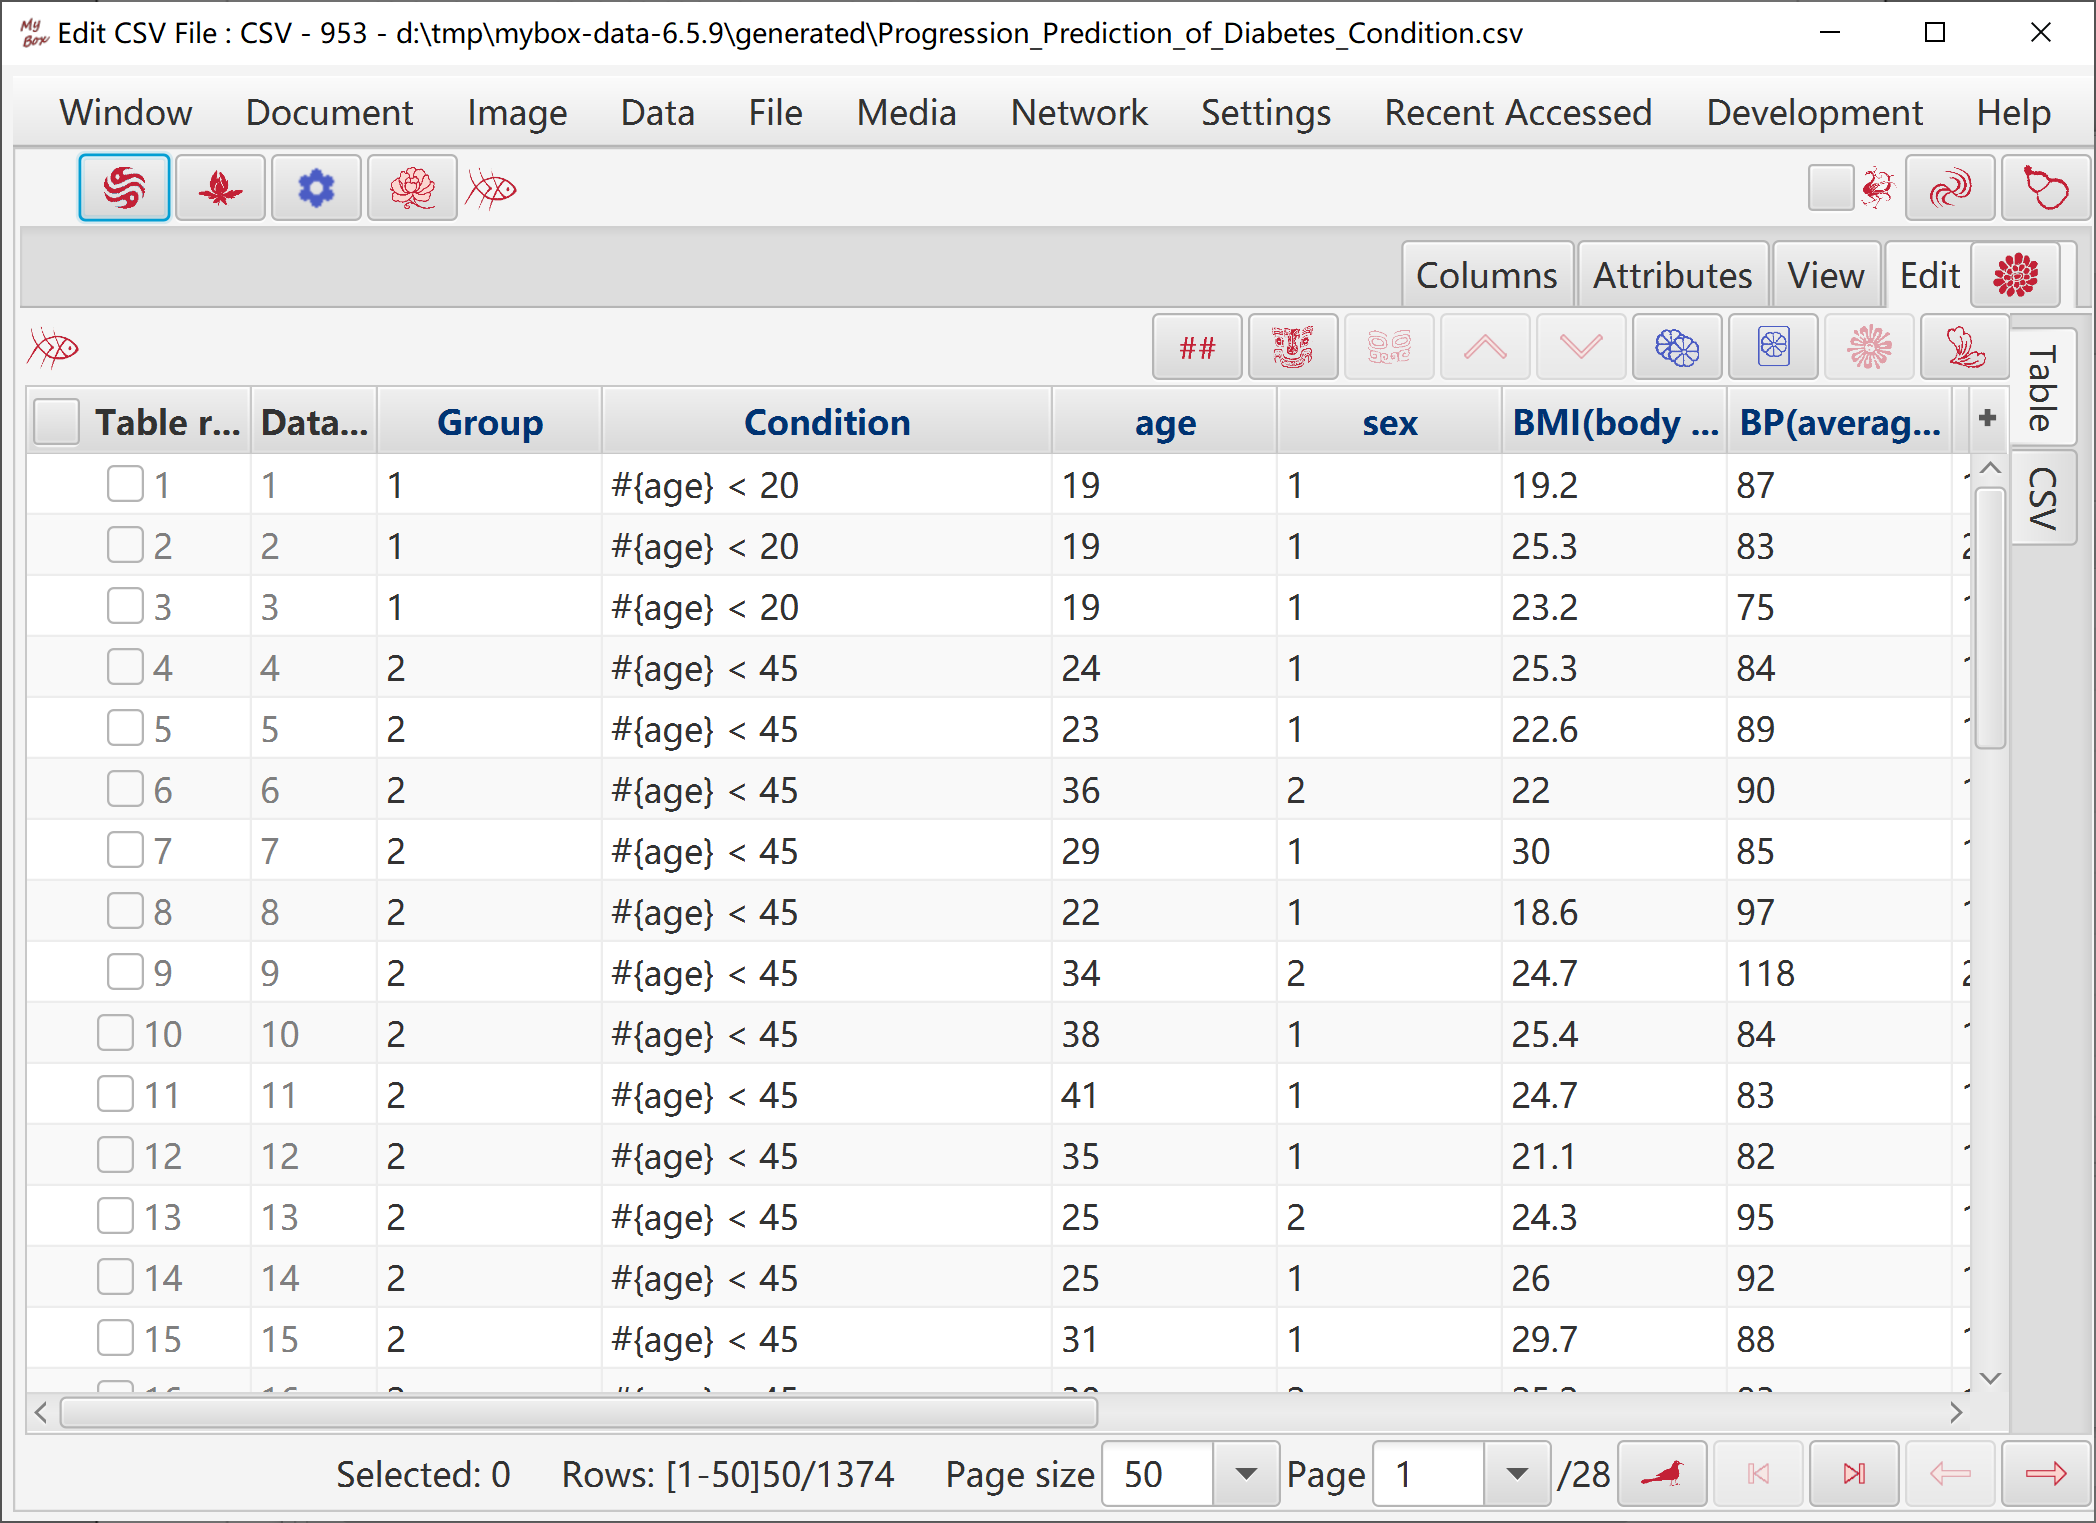 My Box Edit CSV File : CSV - 953 - d:\tmp\mybox-data-6.5.9\generated\Progression_Prediction_of_Diabetes_Condition.csv
Window Document Image Data File Media Network Settings Recent Accessed Development Help
Columns Attributes View Edit
##
Table
CSV
Table r... Data... Group Condition age sex BMI(body ... BP(averag... +
1 1 1 #{age} < 20 19 1 19.2 87
2 2 1 #{age} < 20 19 1 25.3 83
3 3 1 #{age} < 20 19 1 23.2 75
4 4 2 #{age} < 45 24 1 25.3 84
5 5 2 #{age} < 45 23 1 22.6 89
6 6 2 #{age} < 45 36 2 22 90
7 7 2 #{age} < 45 29 1 30 85
8 8 2 #{age} < 45 22 1 18.6 97
9 9 2 #{age} < 45 34 2 24.7 118
10 10 2 #{age} < 45 38 1 25.4 84
11 11 2 #{age} < 45 41 1 24.7 83
12 12 2 #{age} < 45 35 1 21.1 82
13 13 2 #{age} < 45 25 2 24.3 95
14 14 2 #{age} < 45 25 1 26 92
15 15 2 #{age} < 45 31 1 29.7 88
Selected: 0 Rows: [1-50]50/1374 Page size 50 Page 1 /28